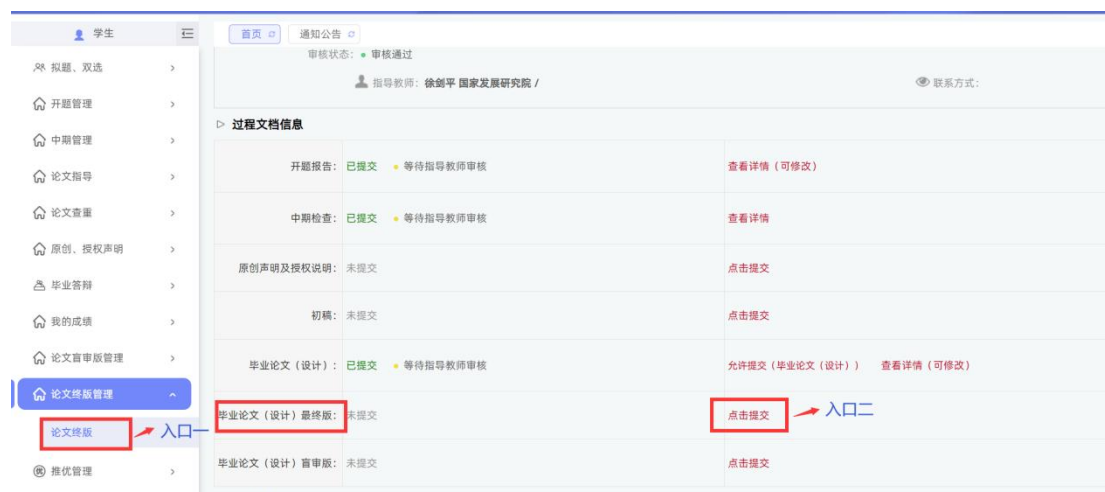 学生
首页
通知公告
拟题、双选
开题管理
中期管理
论文指导
论文查重
原创、授权声明
毕业答辩
我的成绩
论文盲审版管理
论文终版管理
论文终版
入口一
推优管理
审核状态: 审核通过
指导教师: 徐剑平 国家发展研究院 /
联系方式:
过程文档信息
开题报告: 已提交 等待指导教师审核 查看详情（可修改）
中期检查: 已提交 等待指导教师审核 查看详情
原创声明及授权说明: 未提交 点击提交
初稿: 未提交 点击提交
毕业论文（设计）: 已提交 等待指导教师审核 允许提交（毕业论文（设计）） 查看详情（可修改）
毕业论文（设计）最终版: 未提交 点击提交 入口二
毕业论文（设计）盲审版: 未提交 点击提交